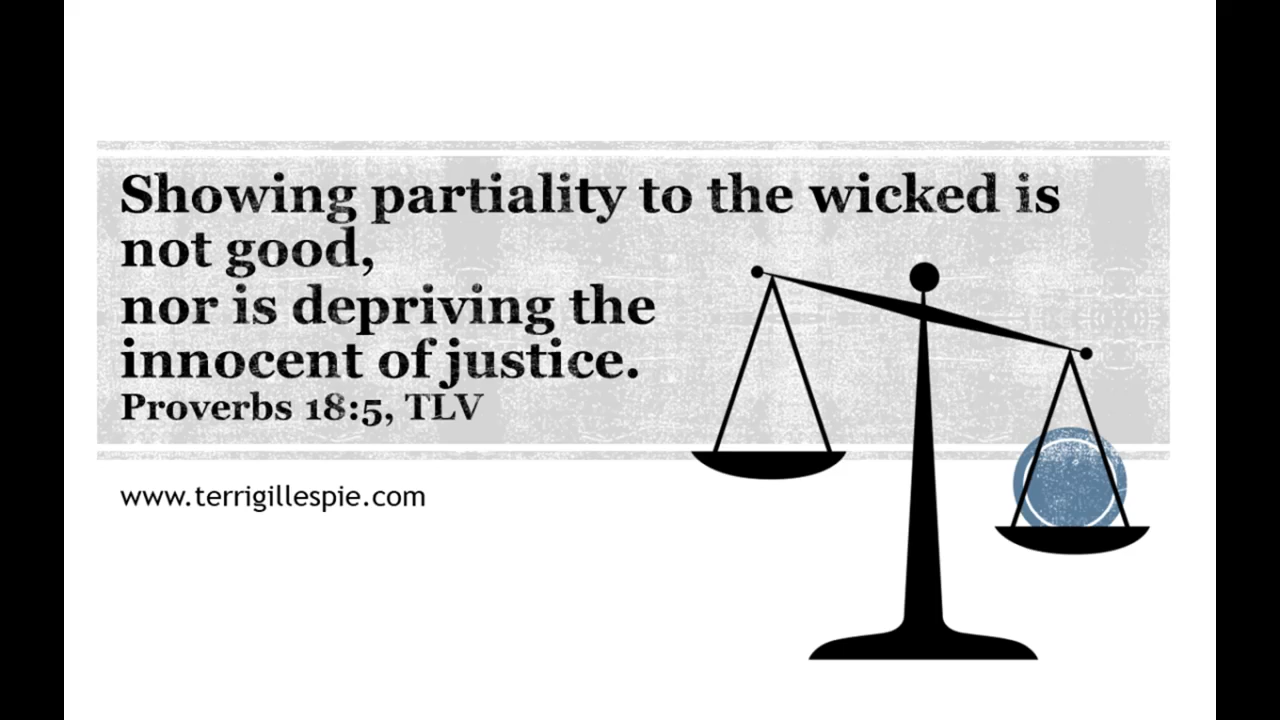 Showing partiality to the wicked is
not good,
nor is depriving the
innocent of justice.
Proverbs 18:5, TLV
www.terrigillespie.com